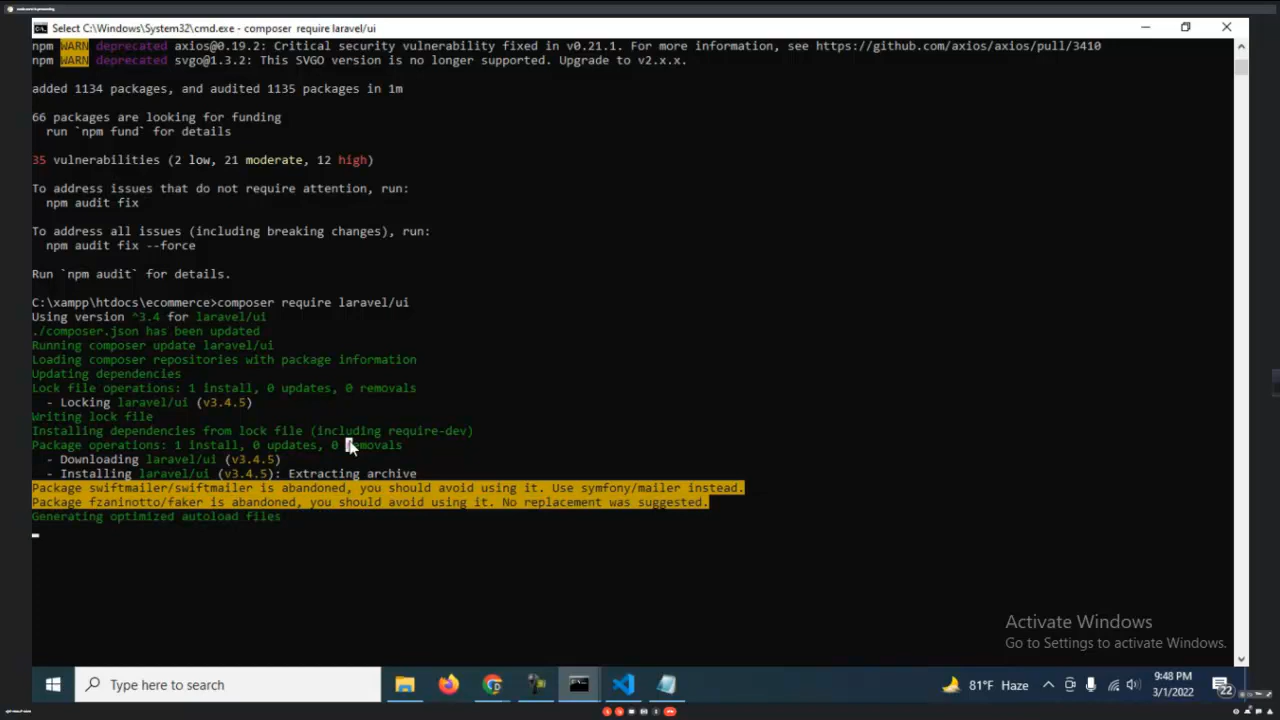 Select C:\Windows\System32\cmd.exe - composer  require laravel/ui
npm WARN deprecated axios@0.19.2: Critical security vulnerability fixed in v0.21.1. For more information, see https://github.com/axios/axios/pull/3410
npm WARN deprecated svgo@1.3.2: This SVGO version is no longer supported. Upgrade to v2.x.x.
added 1134 packages, and audited 1135 packages in 1m
66 packages are looking for funding
  run `npm fund` for details
35 vulnerabilities (2 low, 21 moderate, 12 high)
To address issues that do not require attention, run:
  npm audit fix
To address all issues (including breaking changes), run:
  npm audit fix --force
Run `npm audit` for details.
C:\xampp\htdocs\ecommerce>composer require laravel/ui
Using version ^3.4 for laravel/ui
./composer.json has been updated
Running composer update laravel/ui
Loading composer repositories with package information
Updating dependencies
Lock file operations: 1 install, 0 updates, 0 removals
  - Locking laravel/ui (v3.4.5)
Writing lock file
Installing dependencies from lock file (including require-dev)
Package operations: 1 install, 0 updates, 0 removals
  - Downloading laravel/ui (v3.4.5)
  - Installing laravel/ui (v3.4.5): Extracting archive
Package swiftmailer/swiftmailer is abandoned, you should avoid using it. Use symfony/mailer instead.
Package fzaninotto/faker is abandoned, you should avoid using it. No replacement was suggested.
Generating optimized autoload files
Activate Windows
Go to Settings to activate Windows.
Type here to search
81°F Haze
9:48 PM
3/1/2022
22